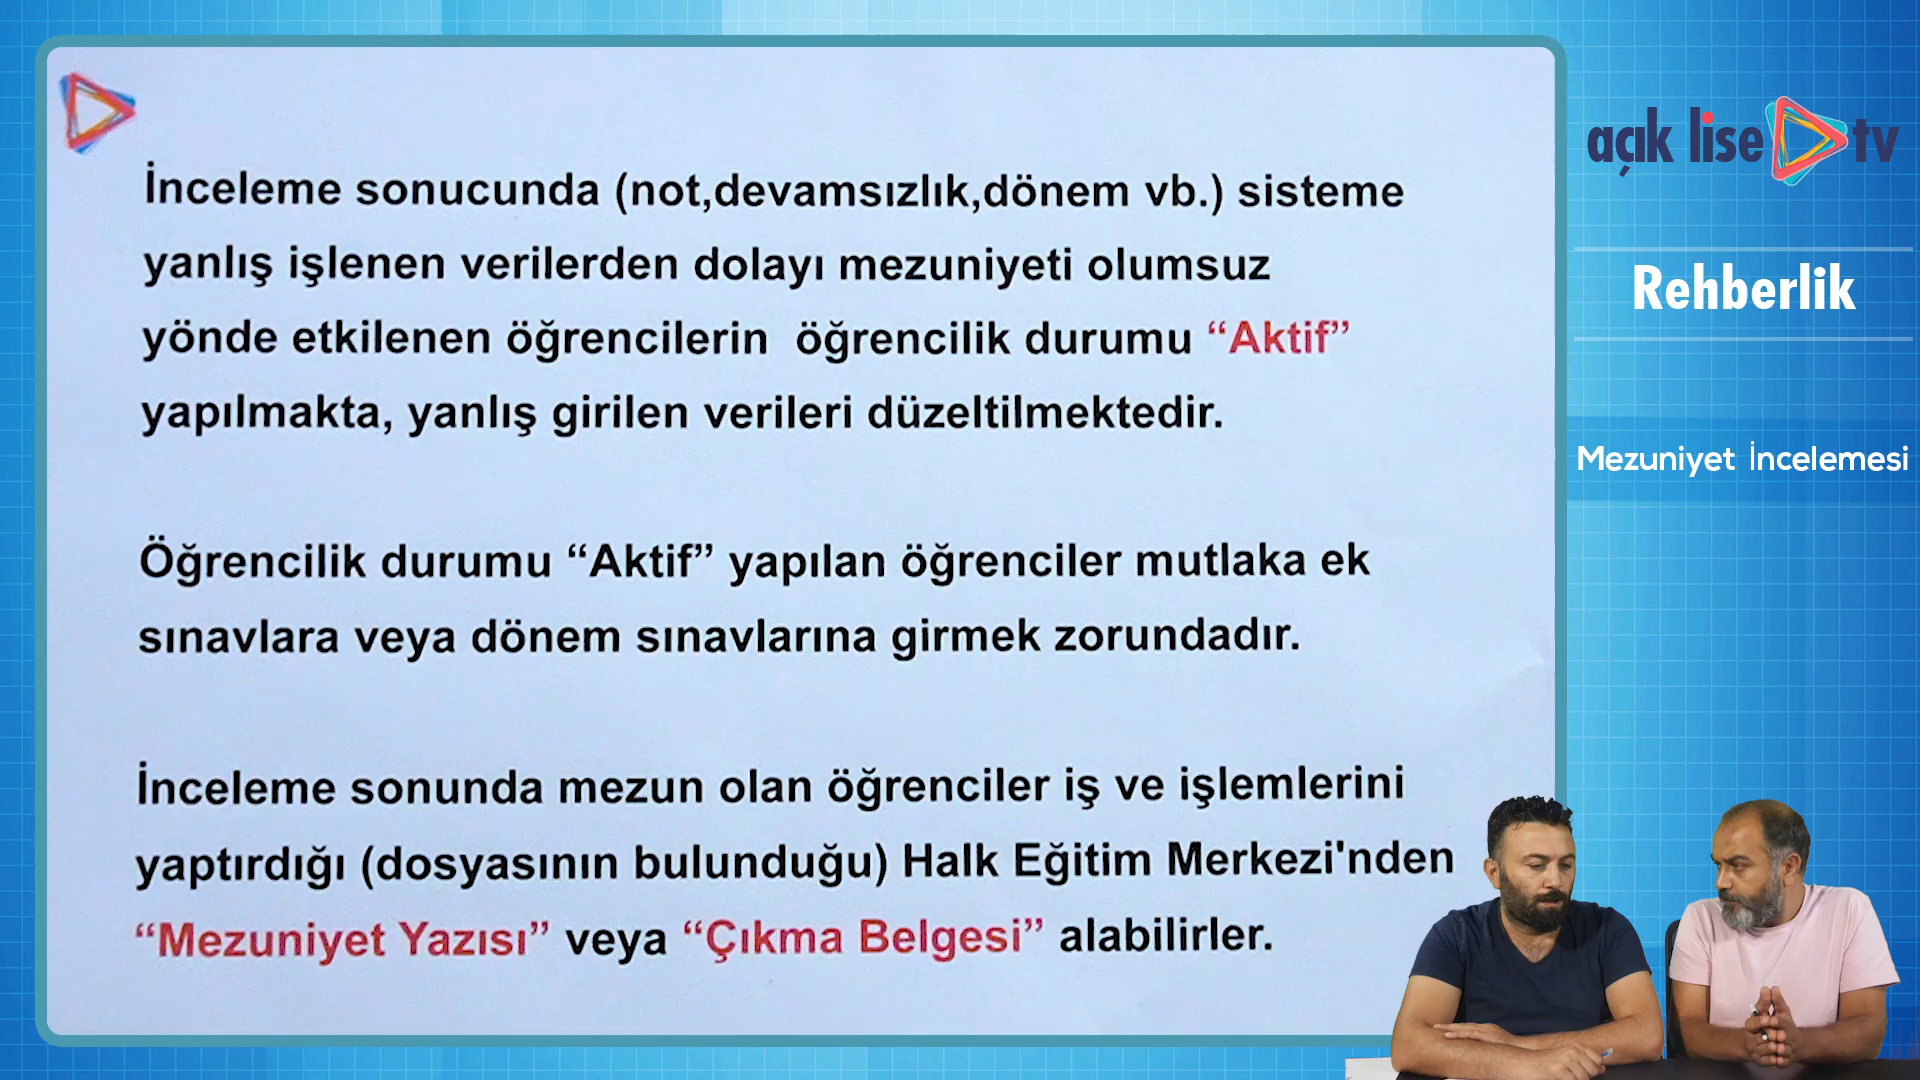 İnceleme sonucunda (not,devamsızlık,dönem vb.) sisteme
yanlış işlenen verilerden dolayı mezuniyeti olumsuz
yönde etkilenen öğrencilerin öğrencilik durumu “Aktif”
yapılmakta, yanlış girilen verileri düzeltilmektedir.
Öğrencilik durumu “Aktif” yapılan öğrenciler mutlaka ek
sınavlara veya dönem sınavlarına girmek zorundadır.
İnceleme sonunda mezun olan öğrenciler iş ve işlemlerini
yaptırdığı (dosyasının bulunduğu) Halk Eğitim Merkezi'nden
“Mezuniyet Yazısı” veya “Çıkma Belgesi” alabilirler.
açık lise tv
Rehberlik
Mezuniyet İncelemesi